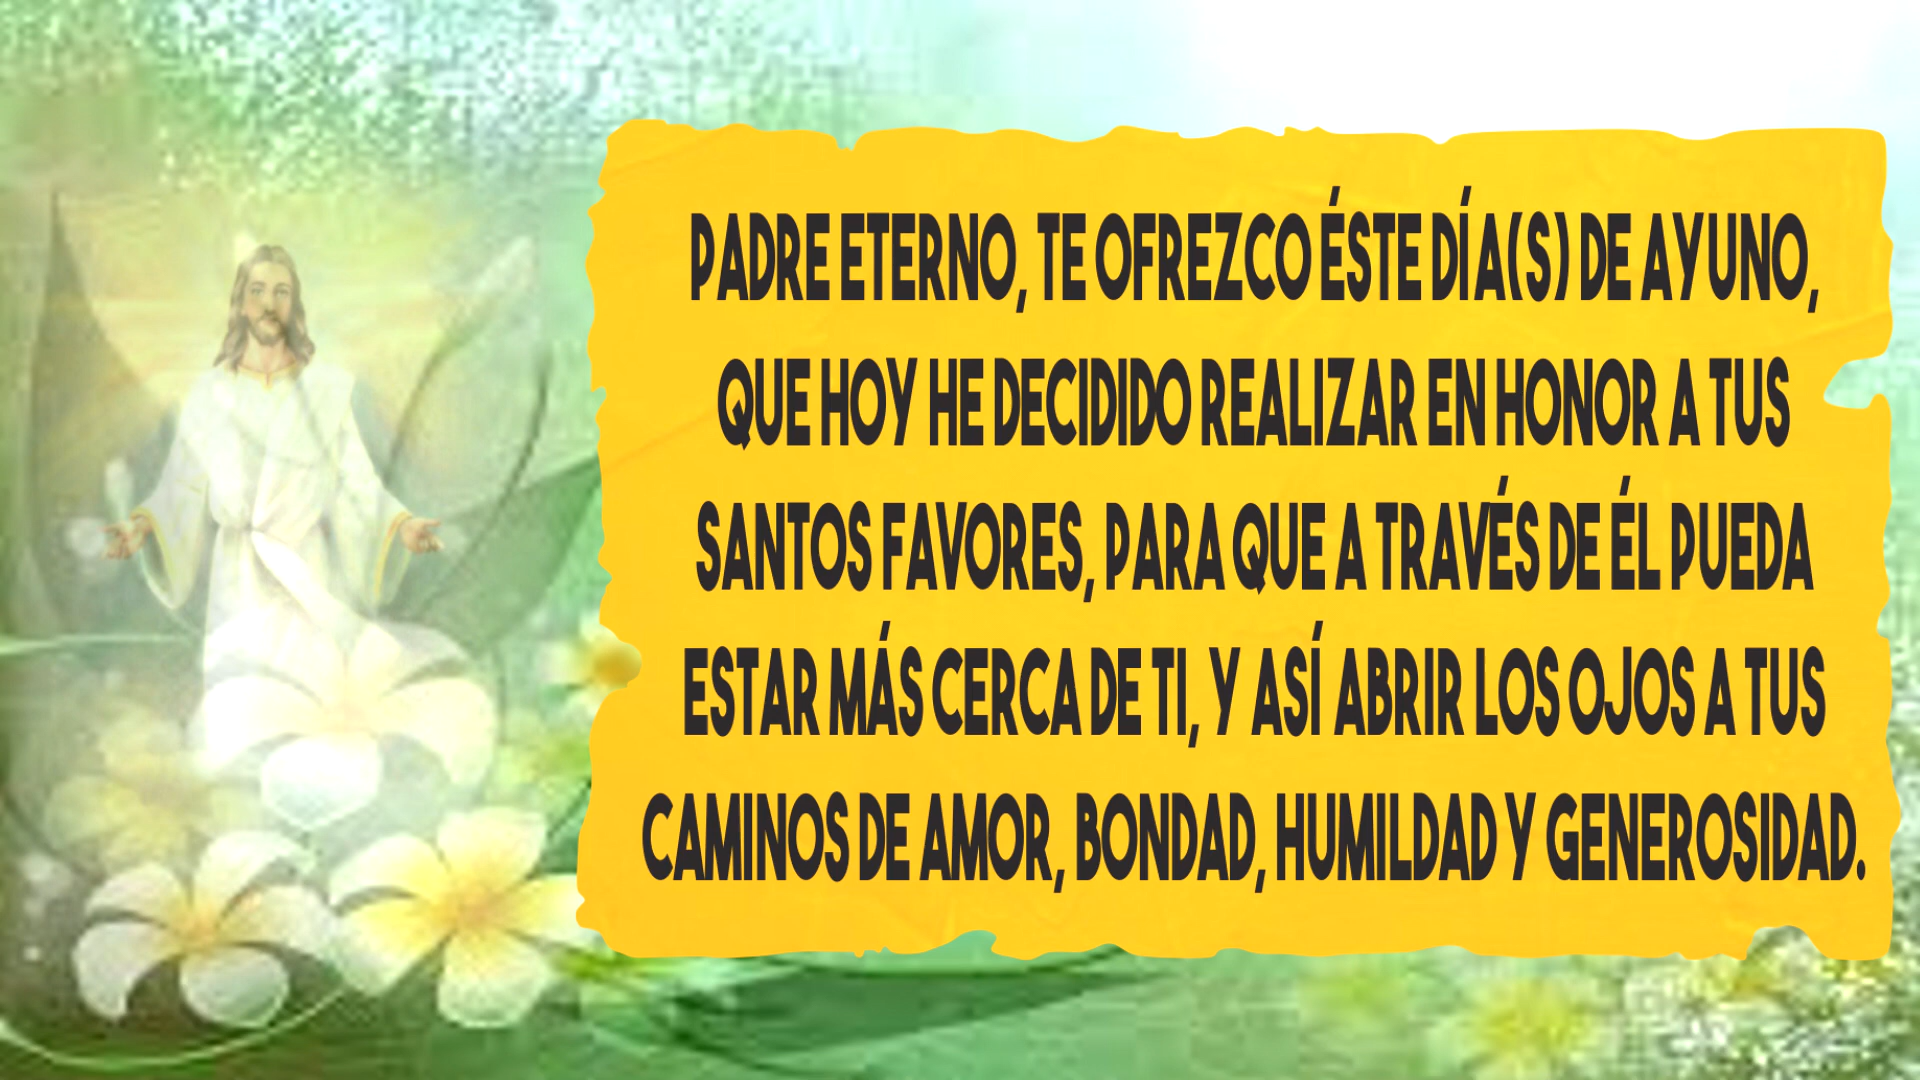 PADRE ETERNO, TE OFREZCO ÉSTE DÍA(S) DE AYUNO,
QUE HOY HE DECIDIDO REALIZAR EN HONOR A TUS
SANTOS FAVORES, PARA QUE A TRAVÉS DE ÉL PUEDA
ESTAR MÁS CERCA DE TI, Y ASÍ ABRIR LOS OJOS A TUS
CAMINOS DE AMOR, BONDAD, HUMILDAD Y GENEROSIDAD.